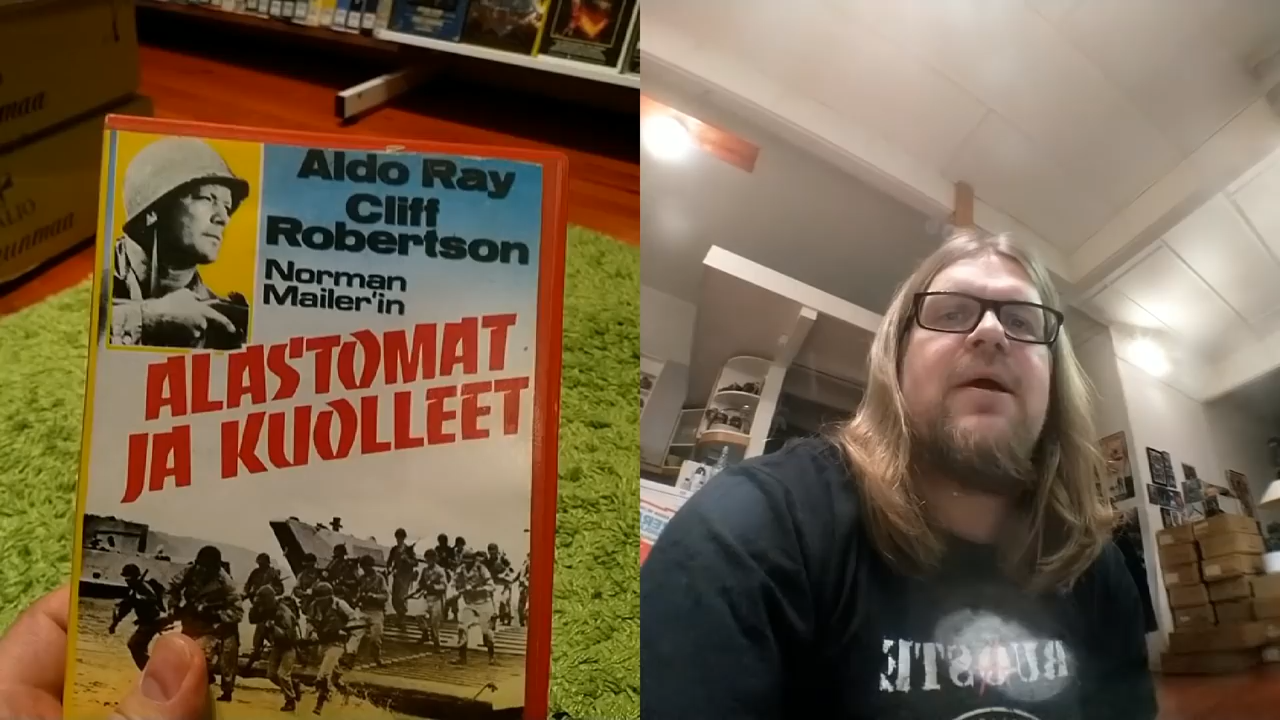 Aldo Ray
Cliff
Robertson
Norman
Mailer'in
ALASTOMAT
JA KUOLLEET